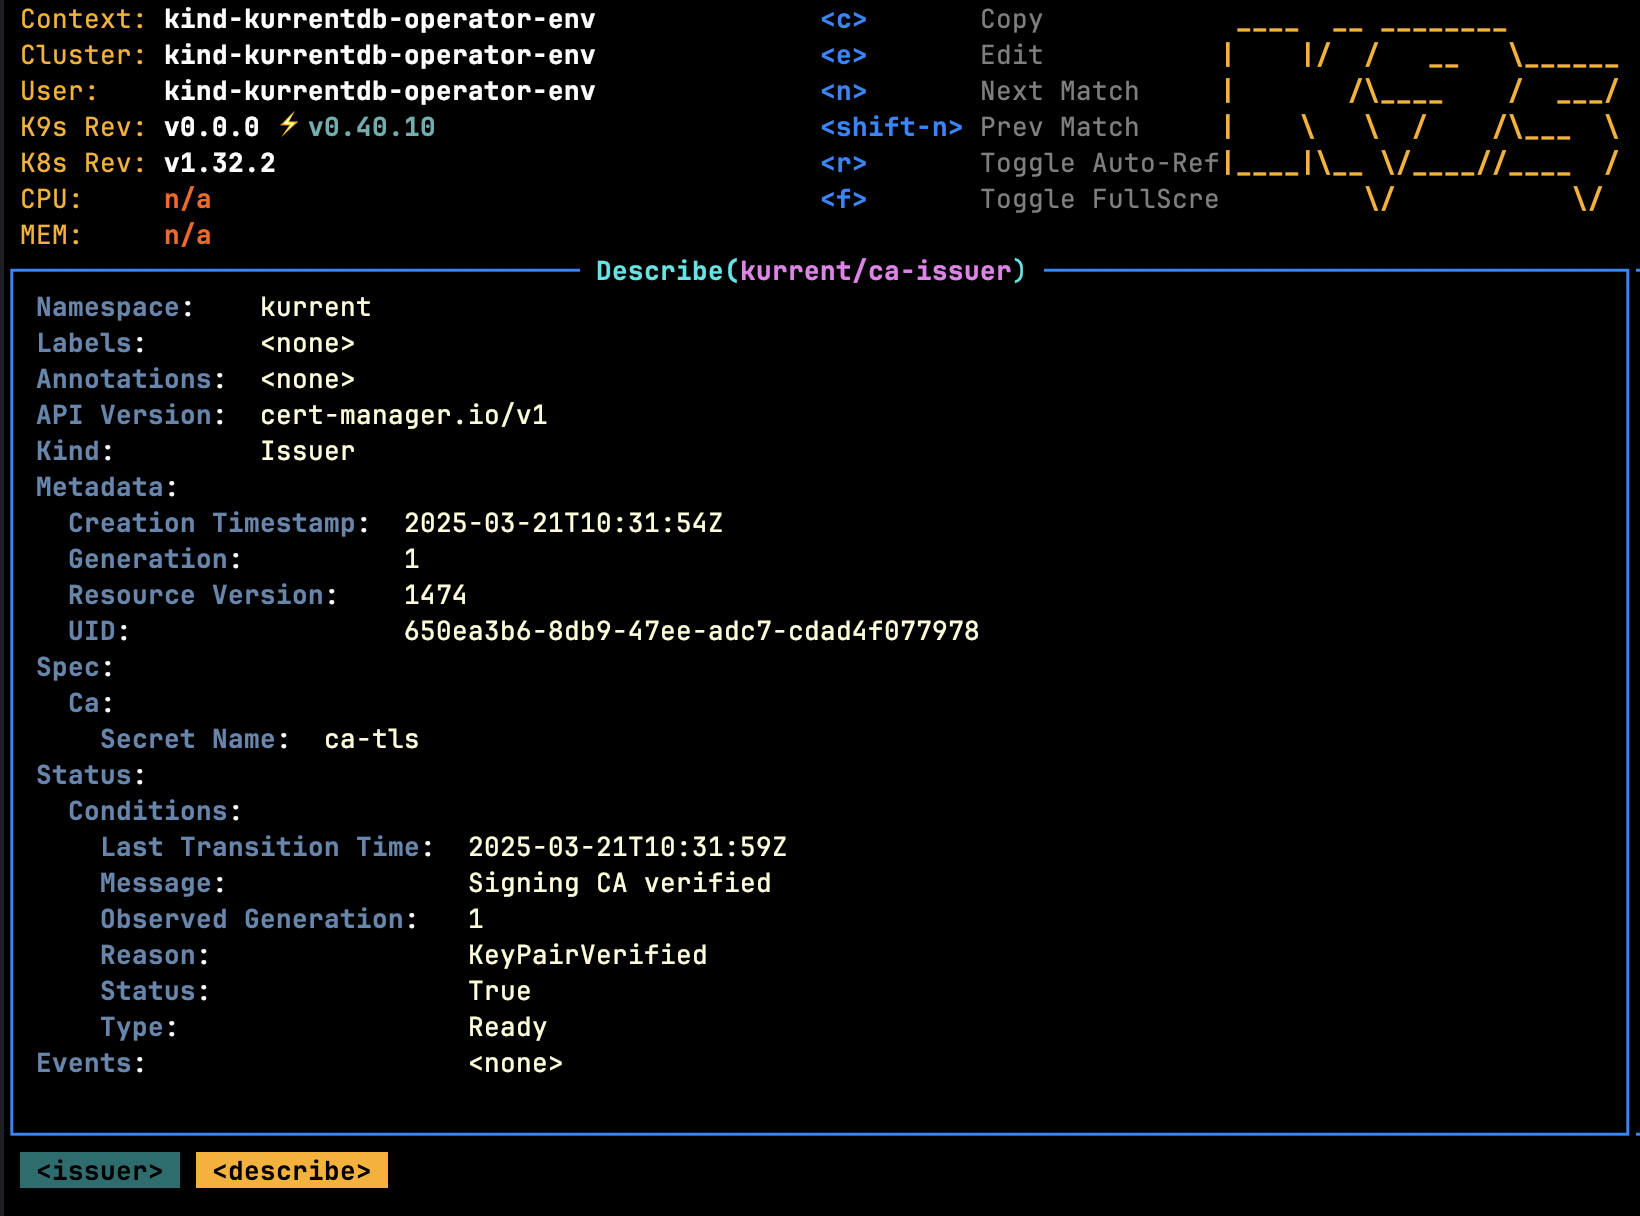 Context: kind-kurrentdb-operator-env <c> Copy
Cluster: kind-kurrentdb-operator-env <e> Edit
User: kind-kurrentdb-operator-env <n> Next Match
K9s Rev: v0.0.0 ⚡v0.40.10 <shift-n> Prev Match
K8s Rev: v1.32.2 <r> Toggle Auto-Ref
CPU: n/a <f> Toggle FullScre
MEM: n/a
Describe(kurrent/ca-issuer)
Namespace: kurrent
Labels: <none>
Annotations: <none>
API Version: cert-manager.io/v1
Kind: Issuer
Metadata:
Creation Timestamp: 2025-03-21T10:31:54Z
Generation: 1
Resource Version: 1474
UID: 650ea3b6-8db9-47ee-adc7-cdad4f077978
Spec:
Ca:
Secret Name: ca-tls
Status:
Conditions:
Last Transition Time: 2025-03-21T10:31:59Z
Message: Signing CA verified
Observed Generation: 1
Reason: KeyPairVerified
Status: True
Type: Ready
Events: <none>
<issuer> <describe>